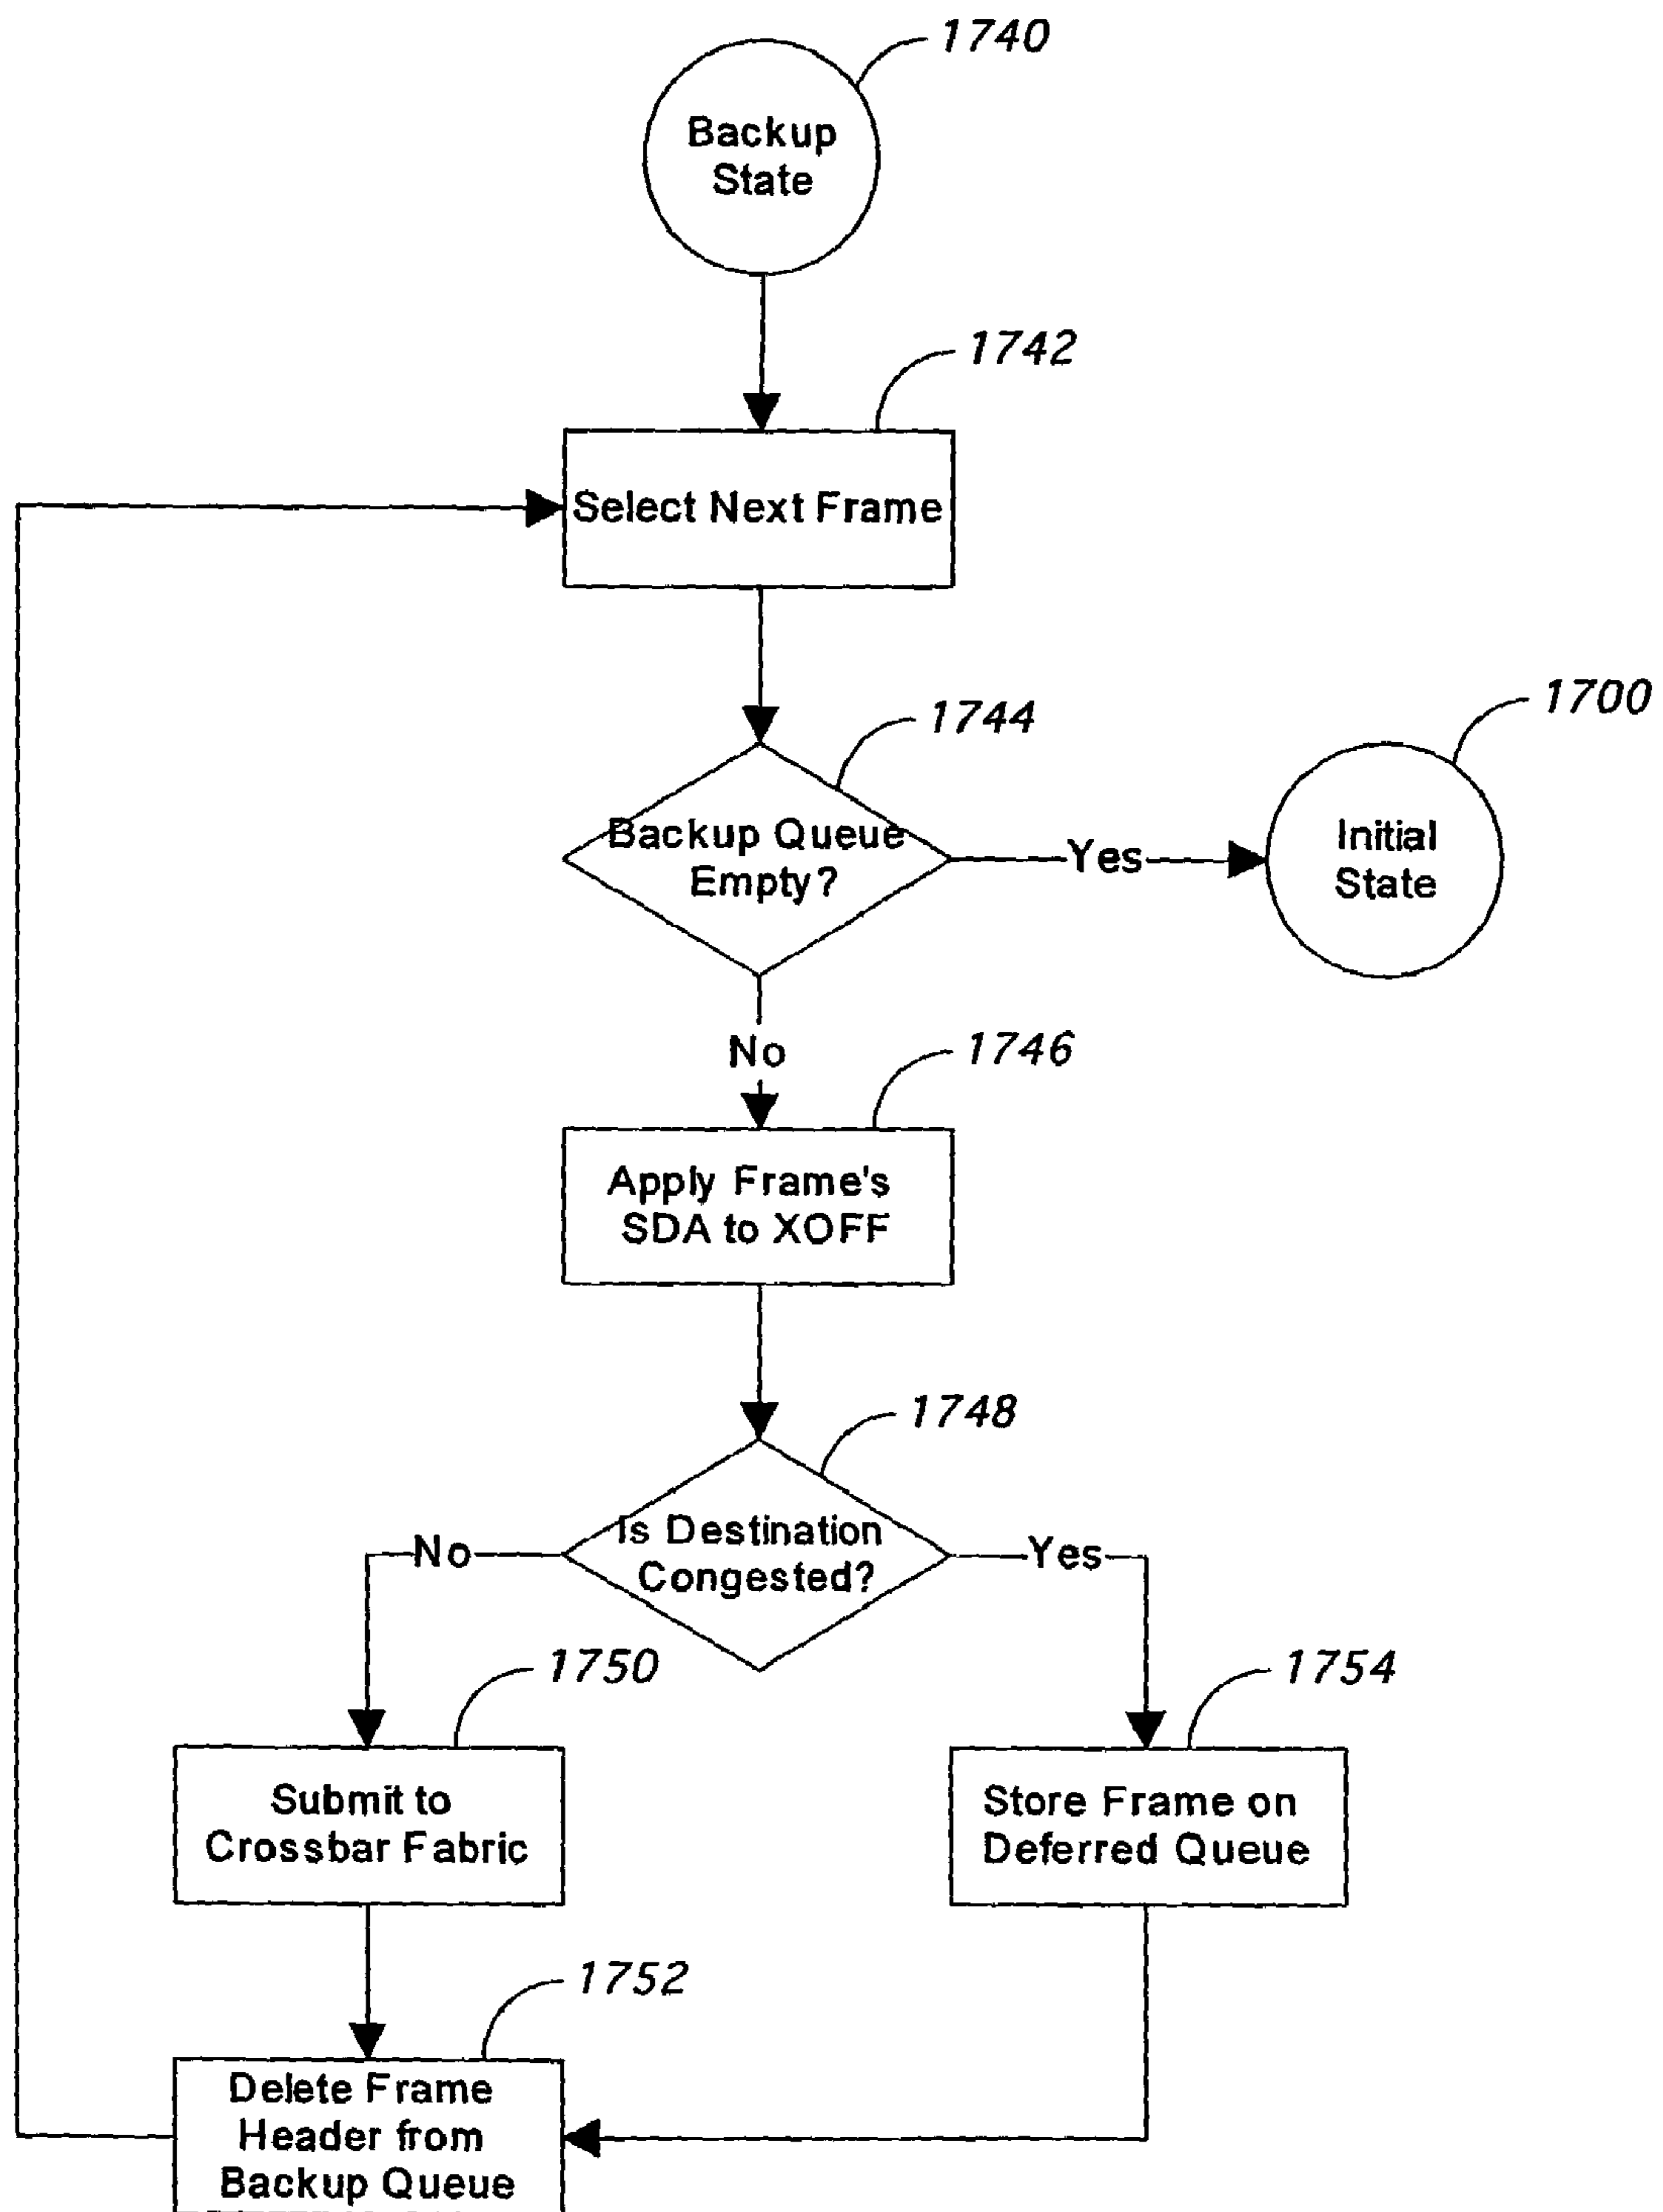 1740
Backup
State
1742
Select Next Frame
1744
1700
Backup Queue
Empty?
Yes
Initial
State
No
1746
Apply Frame's
SDA to XOFF
1748
Is Destination
Congested?
No
Yes
1750
1754
Submit to
Crossbar Fabric
Store Frame on
Deferred Queue
1752
Delete Frame
Header from
Backup Queue